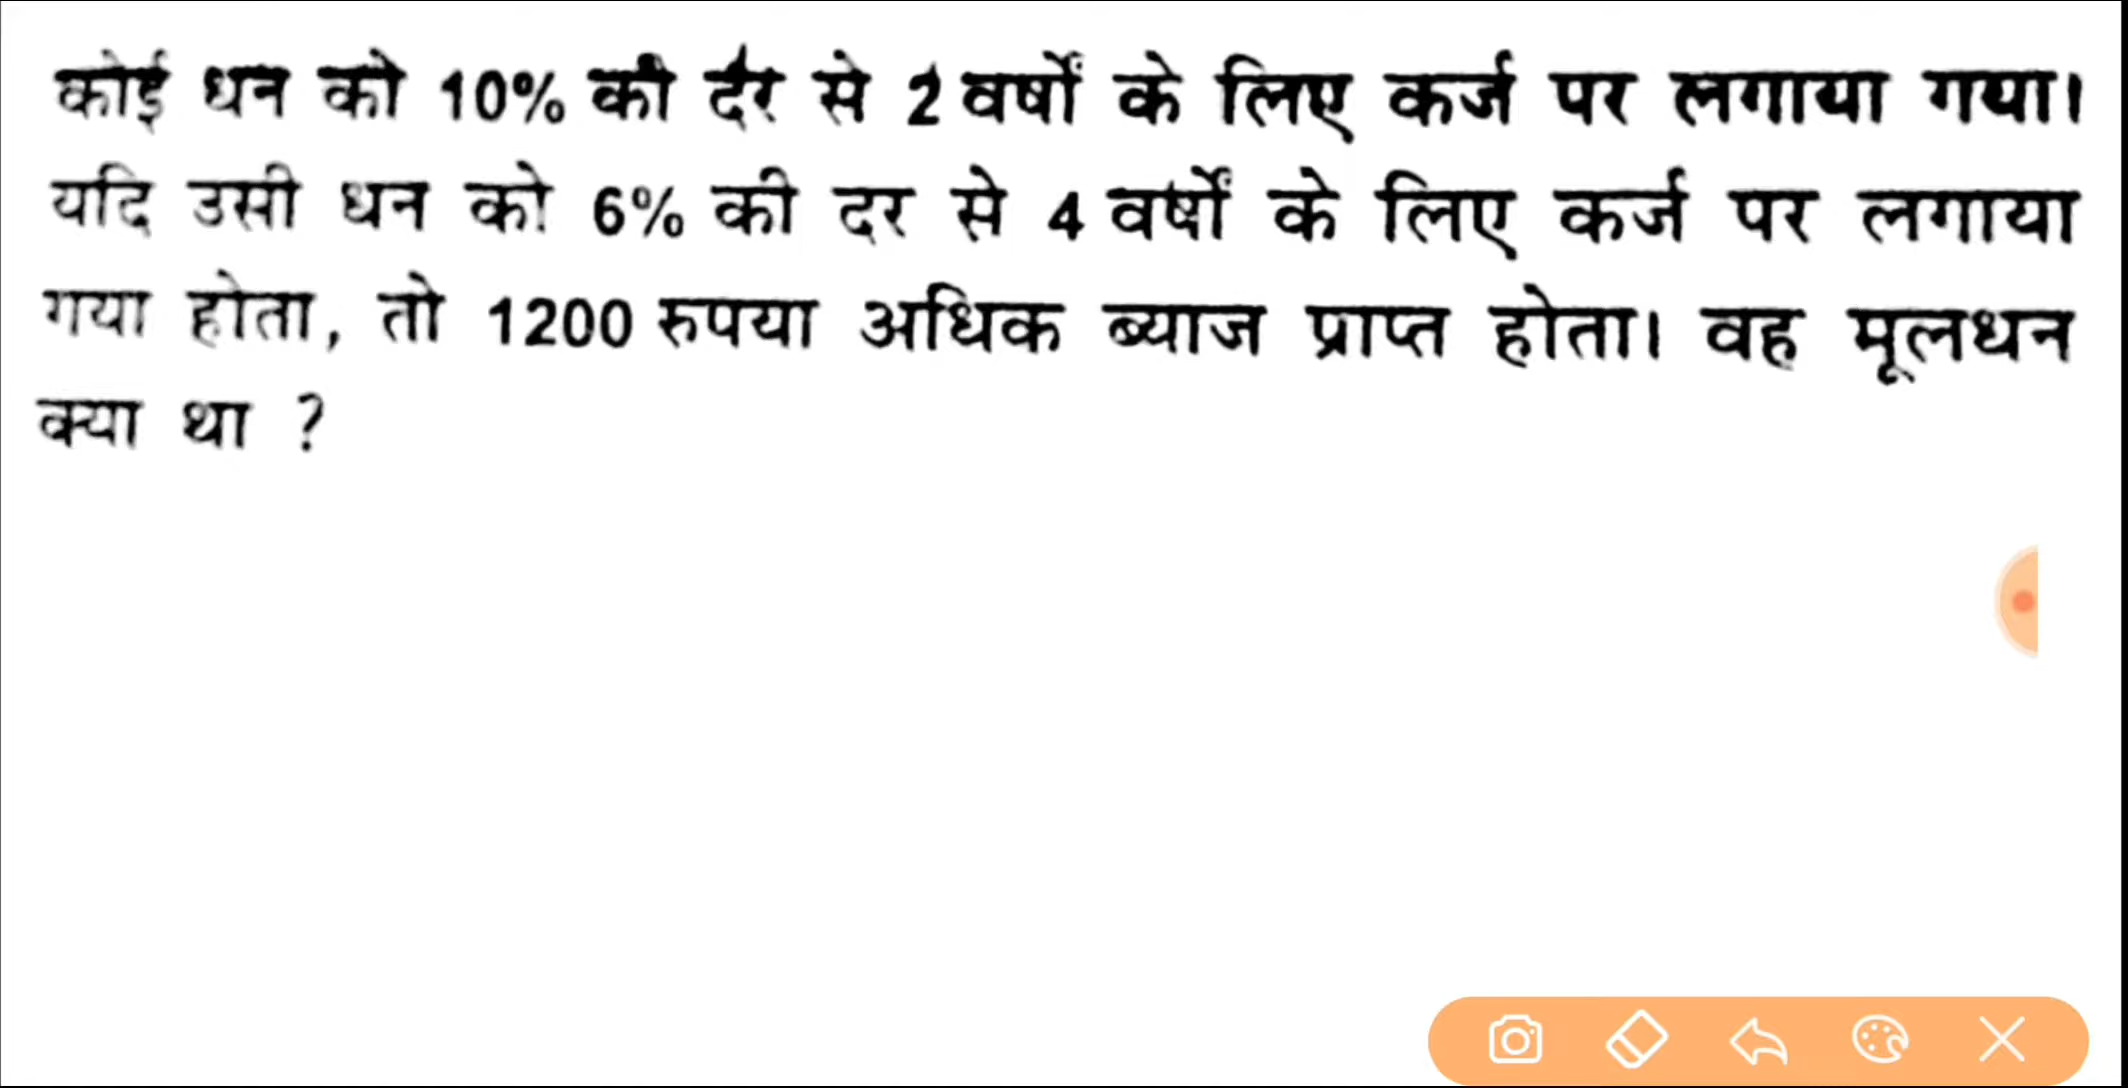 कोई धन को 10% की दर से 2 वर्षों के लिए कर्ज पर लगाया गया।
यदि उसी धन को 6% की दर से 4 वर्षों के लिए कर्ज पर लगाया
गया होता, तो 1200 रुपया अधिक ब्याज प्राप्त होता। वह मूलधन
क्या था ?